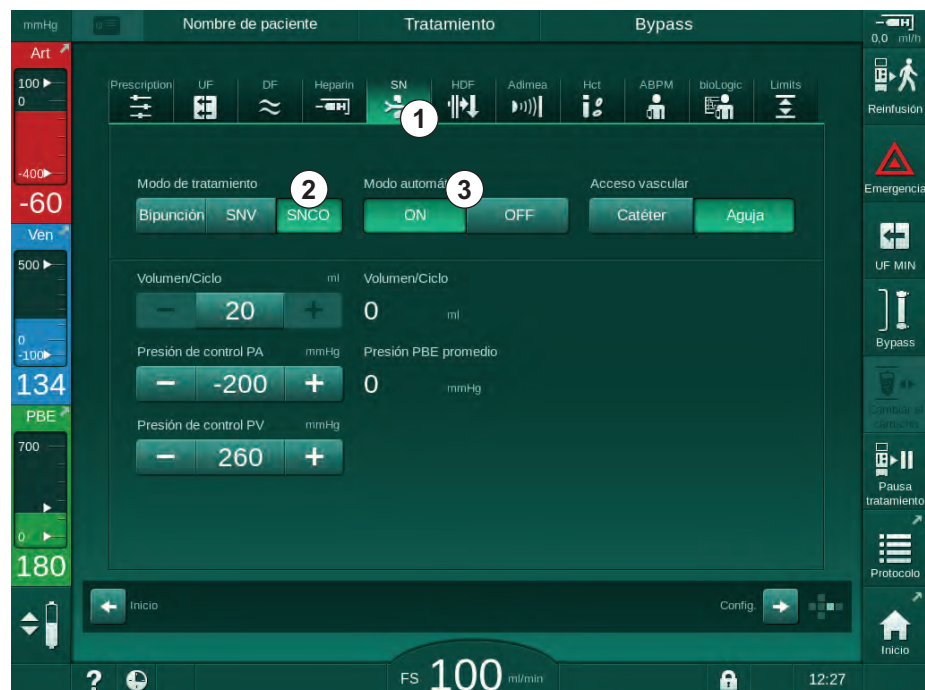 mmHg
Nombre de paciente
Tratamiento
Bypass
0,0 ml/h
Art
100
0
-400
-60
Ven
500
0
-100
134
PBE
700
0
180
Prescription
UF
DF
Heparin
SN
HDF
Adimea
Hct
ABPM
bioLogic
Limits
1
Modo de tratamiento
2
Bipunción SNV SNCO
3
ON OFF
Acceso vascular
Catéter Aguja
Volumen/Ciclo ml
20
Volumen/Ciclo
0 ml
Presión de control PA mmHg
-200
Presión PBE promedio
0 mmHg
Presión de control PV mmHg
260
Inicio
Config.
Reinfusión
Emergencia
UF MIN
Bypass
Pausa
tratamiento
Protocolo
Inicio
?
FS 100 ml/min
12:27